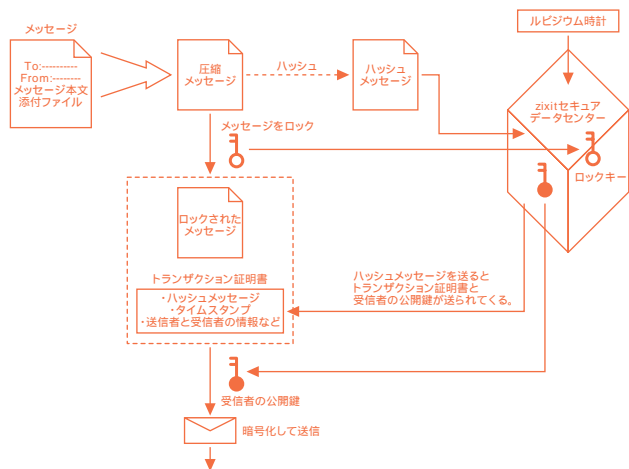 メッセージ
To:----------
From:--------
メッセージ本文
添付ファイル
圧縮
メッセージ
ハッシュ
ハッシュ
メッセージ
ルビジウム時計
zixitセキュア
データセンター
メッセージをロック
ロックキー
ロックされた
メッセージ
トランザクション証明書
・ハッシュメッセージ
・タイムスタンプ
・送信者と受信者の情報など
ハッシュメッセージを送ると
トランザクション証明書と
受信者の公開鍵が送られてくる。
受信者の公開鍵
暗号化して送信